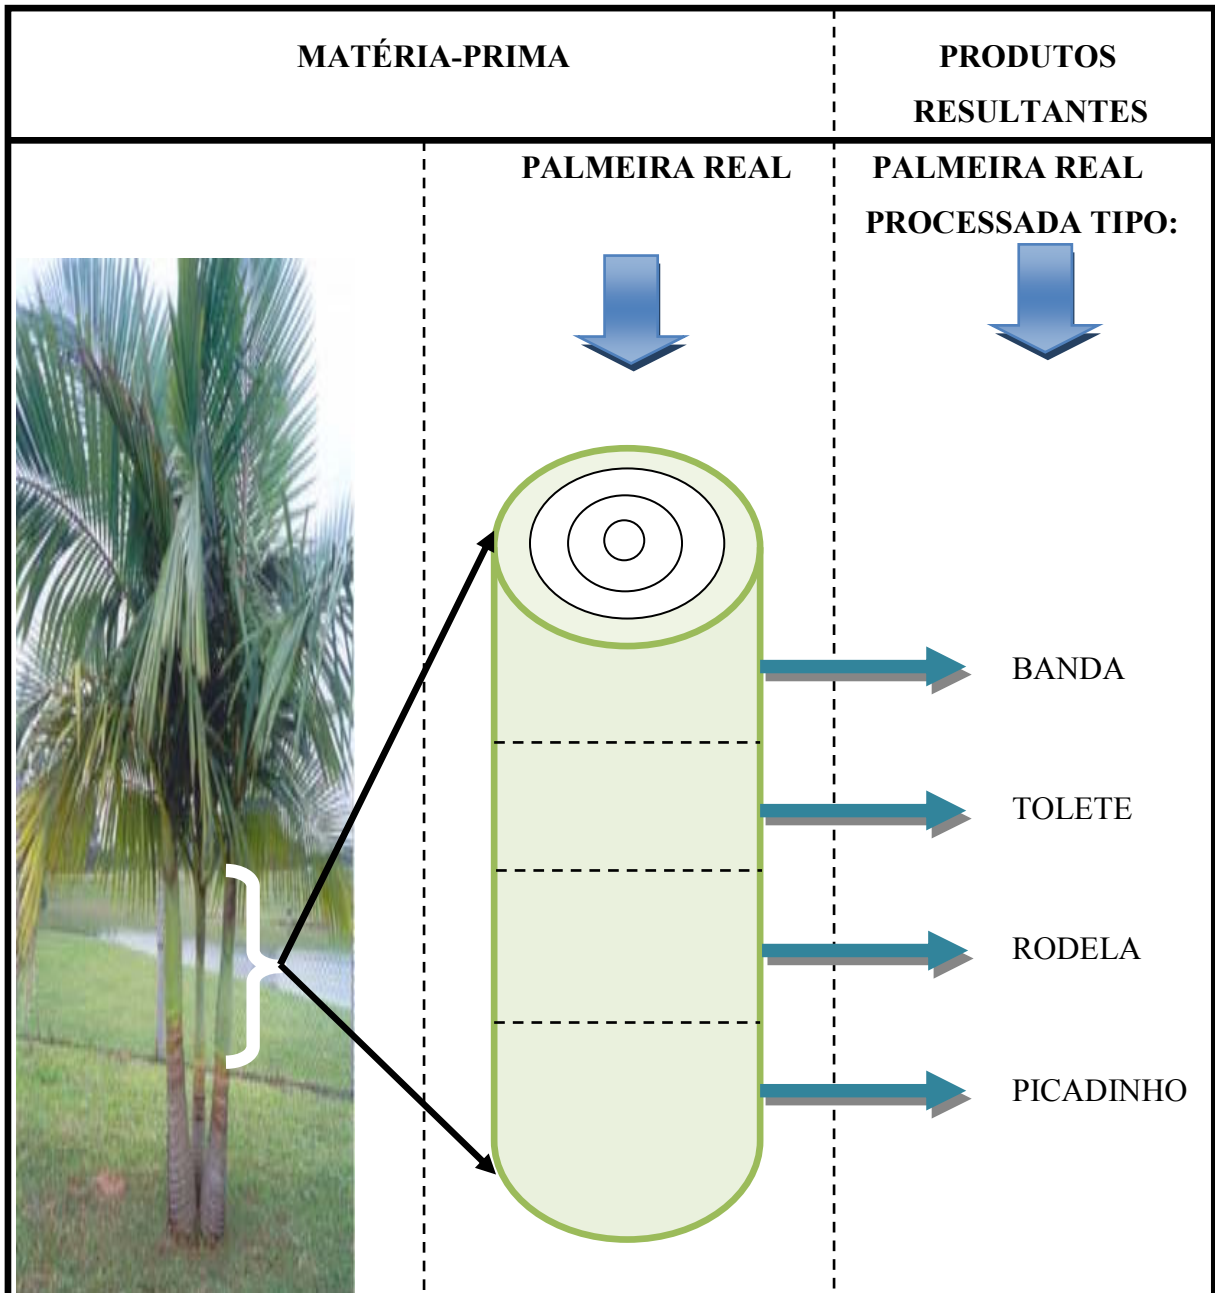 MATÉRIA-PRIMA
PRODUTOS
RESULTANTES
PALMEIRA REAL
PALMEIRA REAL
PROCESSADA TIPO:
BANDA
TOLETE
RODELA
PICADINHO